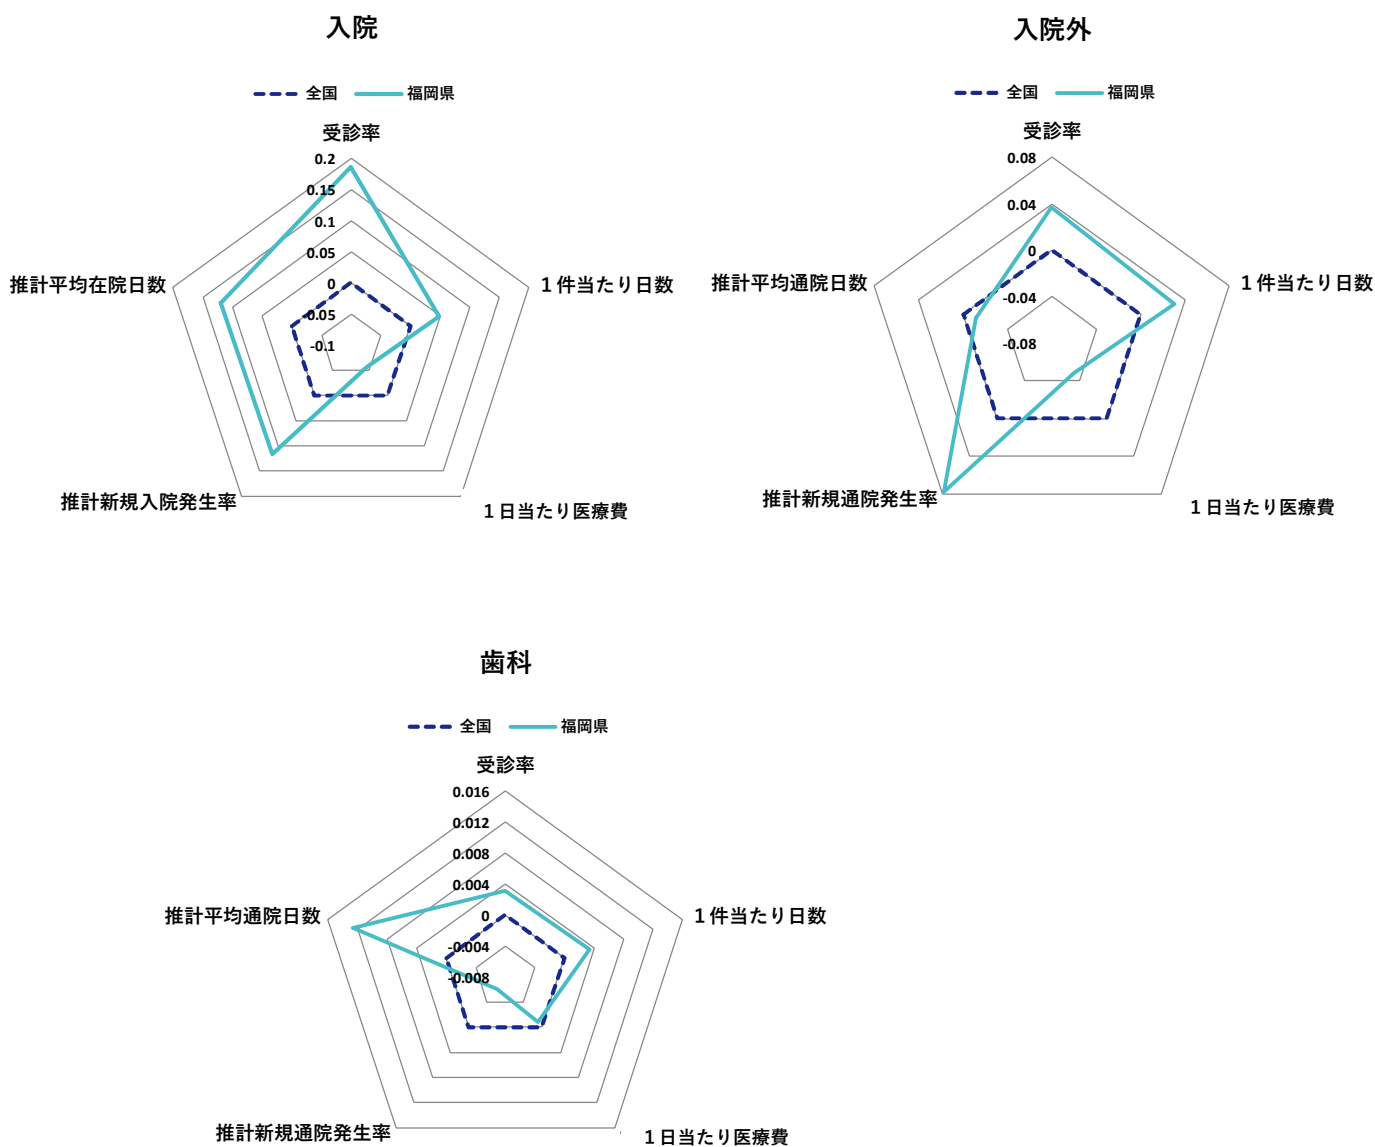 入院
全国 福岡県
受診率
0.2
0.15
0.1
0.05
0
-0.05
-0.1
1件当たり日数
1日当たり医療費
推計新規入院発生率
推計平均在院日数
入院外
全国 福岡県
受診率
0.08
0.04
0
-0.04
-0.08
1件当たり日数
1日当たり医療費
推計新規通院発生率
推計平均通院日数
歯科
全国 福岡県
受診率
0.016
0.012
0.008
0.004
0
-0.004
-0.008
1件当たり日数
1日当たり医療費
推計新規通院発生率
推計平均通院日数